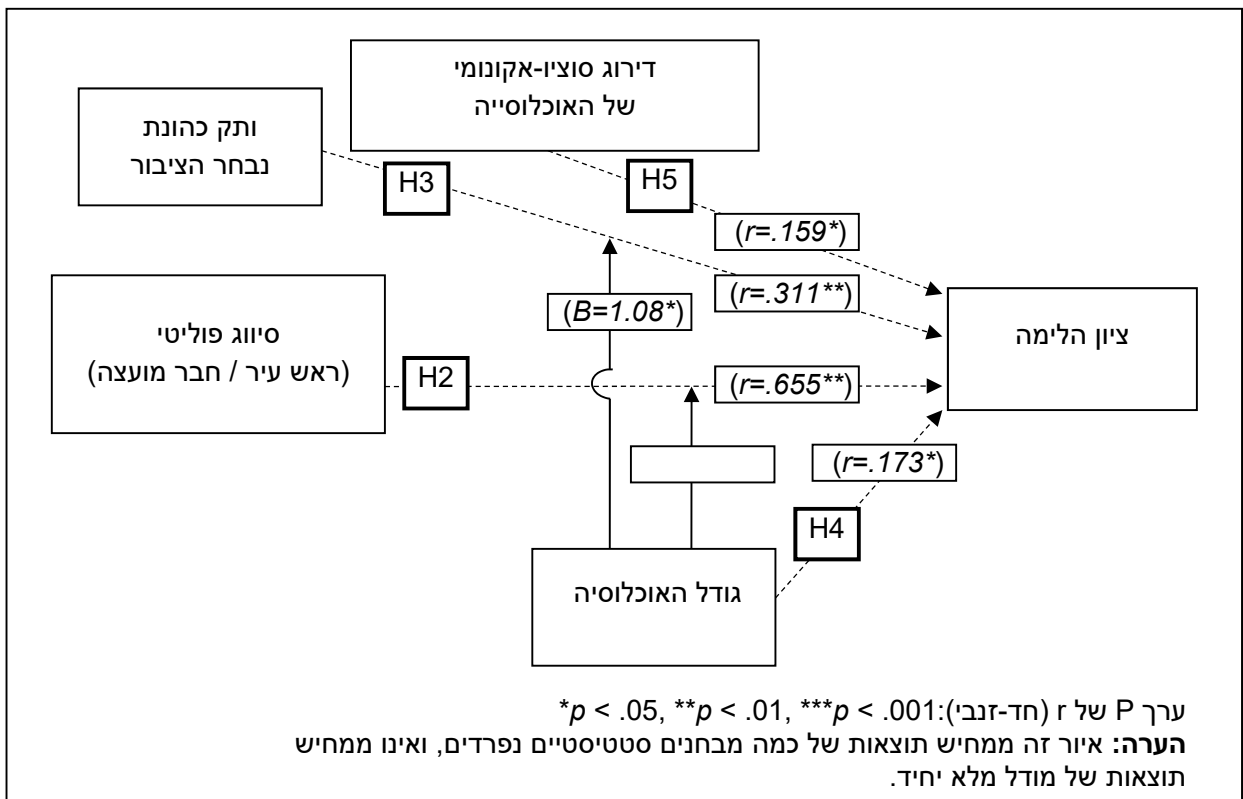 דירוג סוציו-אקונומי
של האוכלוסייה
ותק כהונת
נבחר הציבור
H3
H5
(r=.159*)
(r=.311**)
(B=1.08*)
ציון הלימה
סיווג פוליטי
(ראש עיר / חבר מועצה)
H2
(r=.655**)
(r=.173*)
H4
גודל האוכלוסיה
ערך P של r (חד-זנבי):*p < .05, **p < .01, ***p < .001
הערה: איור זה ממחיש תוצאות של כמה מבחנים סטטיסטיים נפרדים, ואינו ממחיש
תוצאות של מודל מלא יחיד.